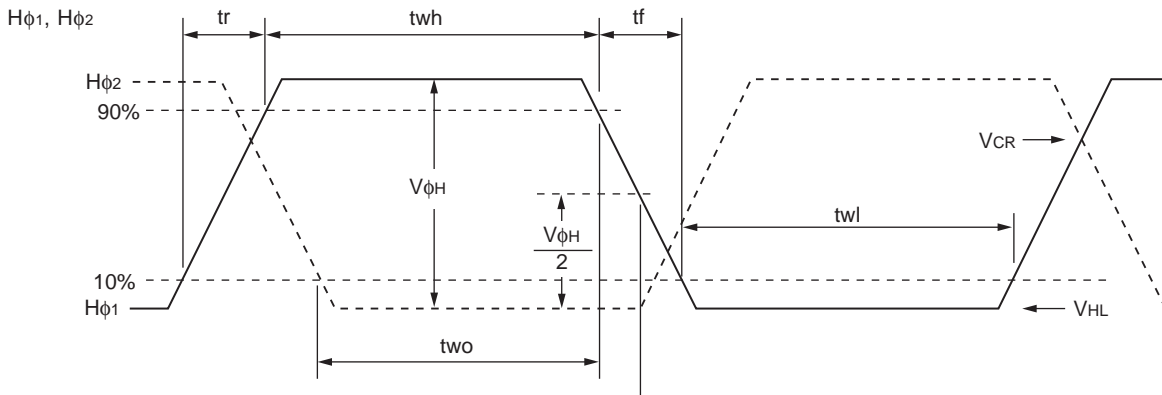 Hϕ1, Hϕ2
tr
twh
tf
Hϕ2
90%
VCR
VϕH
twl
VϕH
2
10%
Hϕ1
VHL
two